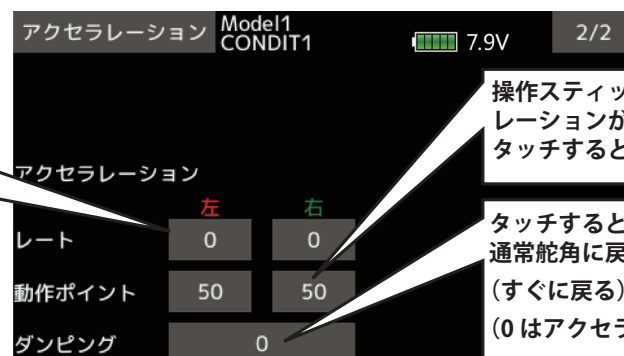 アクセラレーション
Model1
CONDIT1
7.9V
2/2
操作スティッ
レーションが
タッチすると
アクセラレーション
左 右
レート 0 0
タッチすると
通常舵角に戻
動作ポイント 50 50
(すぐに戻る)
(0 はアクセラ
ダンピング 0